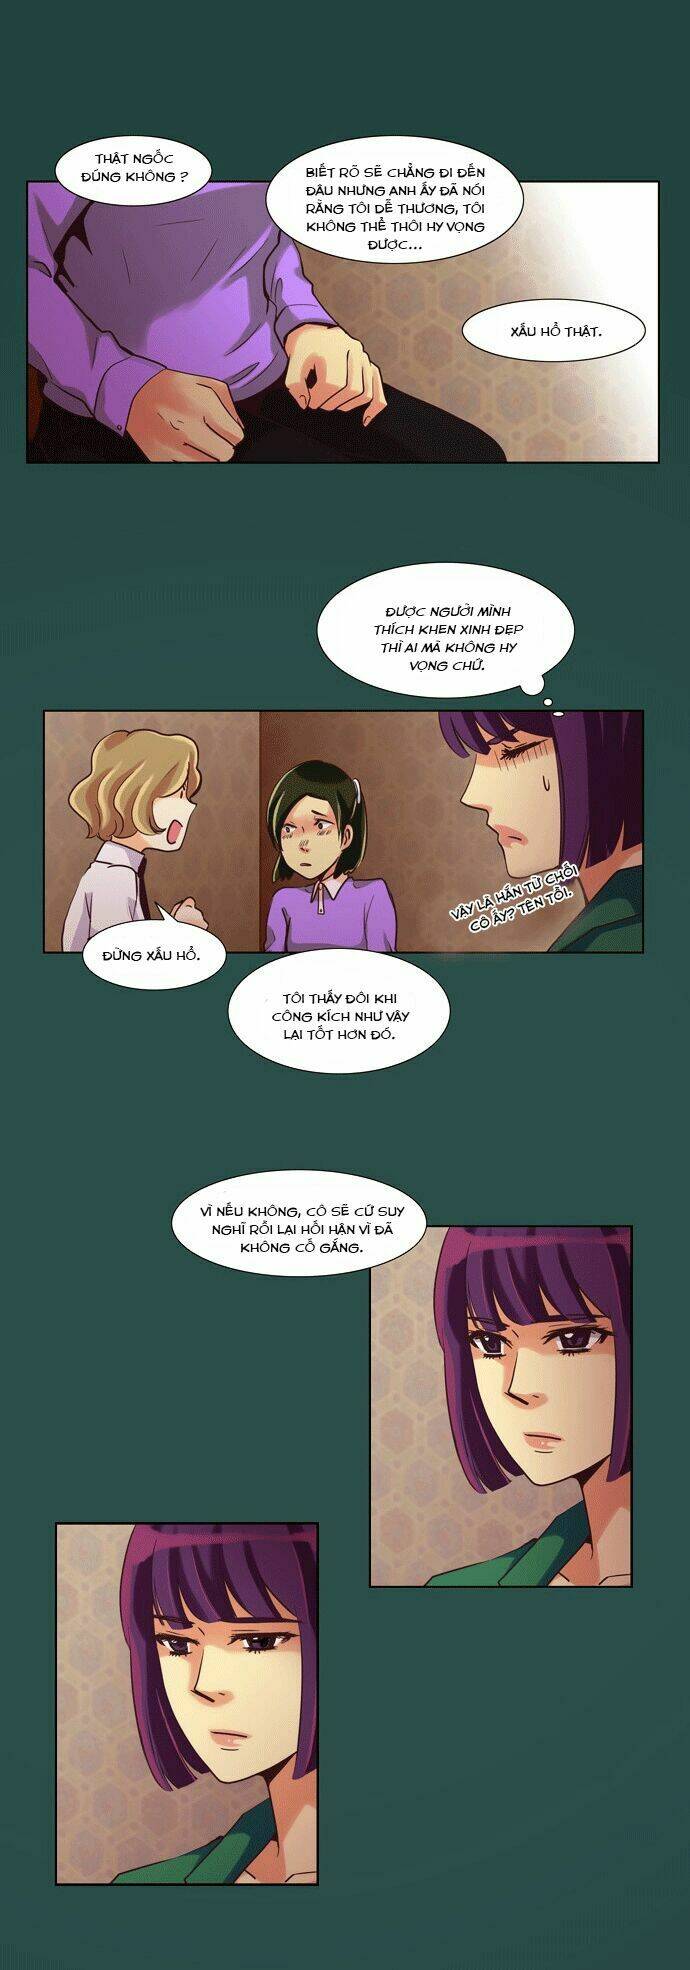 THẬT NGỐC
ĐÚNG KHÔNG ?
BIẾT RÕ SẼ CHẲNG ĐI ĐẾN
ĐÂU NHƯNG ANH ẤY ĐÃ NÓI
RẰNG TÔI DỄ THƯƠNG, TÔI
KHÔNG THỂ THÔI HY VỌNG
ĐƯỢC...
XẤU HỔ THẬT.
ĐƯỢC NGƯỜI MÌNH
THÍCH KHEN XINH ĐẸP
THÌ AI MÀ KHÔNG HY
VỌNG CHỨ.
VẬY LÀ HẮN TỪ CHỐI
CÔ ẤY? TÊN TỒI.
ĐỪNG XẤU HỔ.
TÔI THẤY ĐÔI KHI
CÔNG KÍCH NHƯ VẬY
LẠI TỐT HƠN ĐÓ.
VÌ NẾU KHÔNG, CÔ SẼ CỨ SUY
NGHĨ RỒI LẠI HỐI HẬN VÌ ĐÃ
KHÔNG CỐ GẮNG.